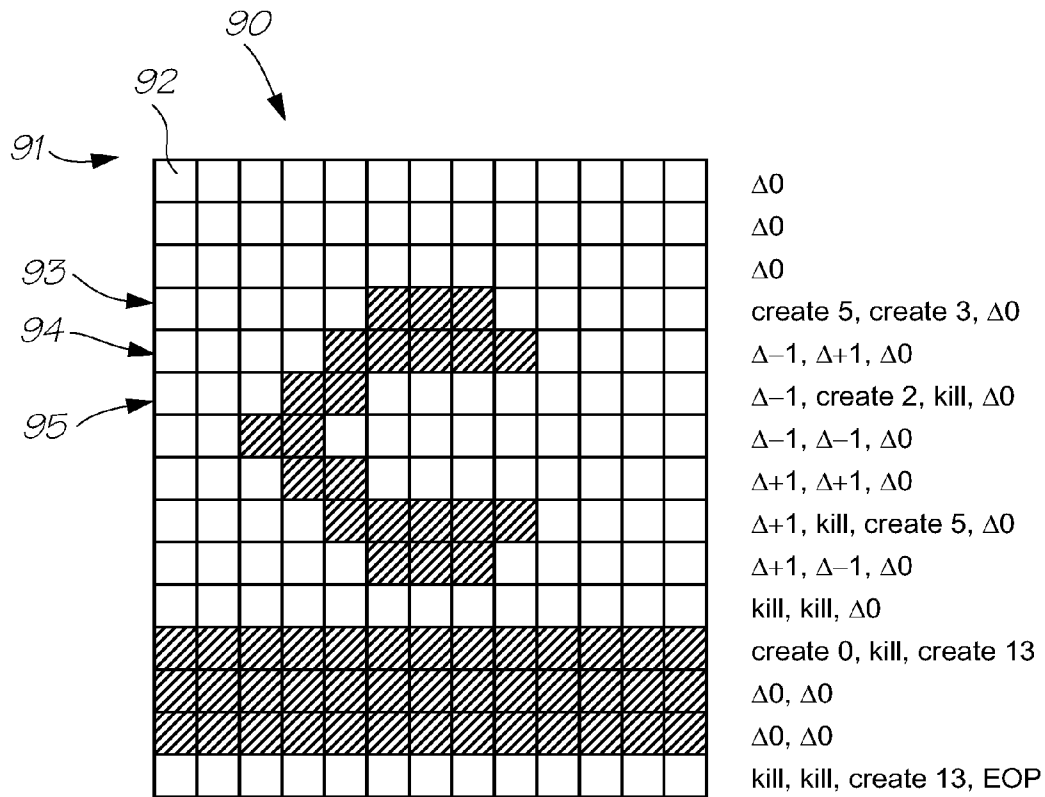 90
92
91
Δ0
Δ0
Δ0
93
create 5, create 3, Δ0
94
Δ−1, Δ+1, Δ0
95
Δ−1, create 2, kill, Δ0
Δ−1, Δ−1, Δ0
Δ+1, Δ+1, Δ0
Δ+1, kill, create 5, Δ0
Δ+1, Δ−1, Δ0
kill, kill, Δ0
create 0, kill, create 13
Δ0, Δ0
Δ0, Δ0
kill, kill, create 13, EOP